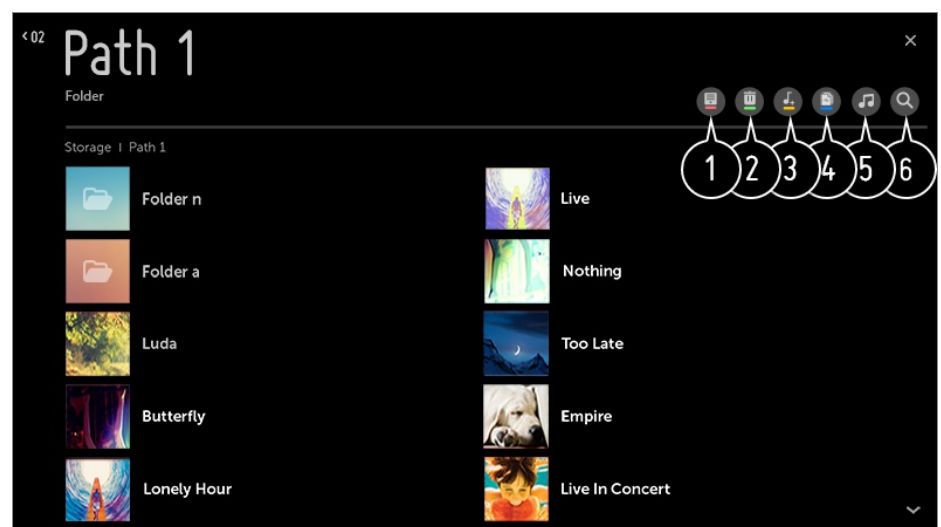 < 02
Path 1
Folder
Storage I Path 1
1 2 3 4 5 6
Folder n
Live
Folder a
Nothing
Luda
Too Late
Butterfly
Empire
Lonely Hour
Live In Concert